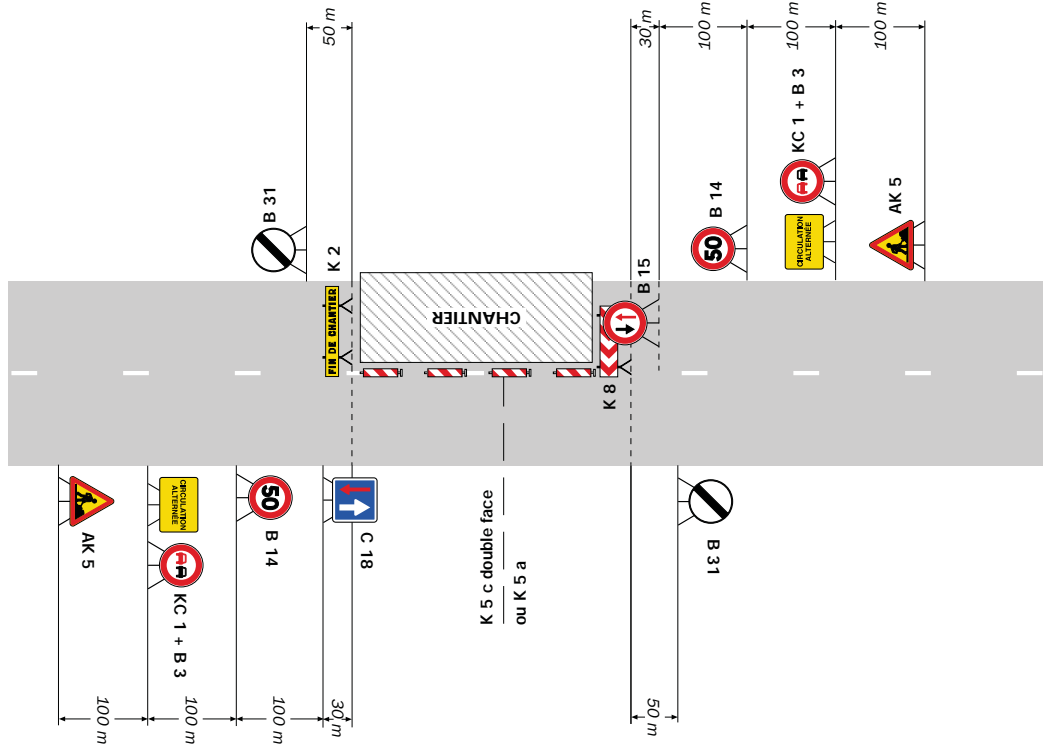 50 m
30 m
100 m
100 m
100 m
B 31
K 2
FIN DE CHANTIER
CHANTIER
B 15
K 8
B 14
50
KC 1 + B 3
CIRCULATION
ALTERNÉE
AK 5
AK 5
CIRCULATION
ALTERNÉE
KC 1 + B 3
50
B 14
C 18
K 5 c double face
ou K 5 a
B 31
100 m
100 m
100 m
30 m
50 m